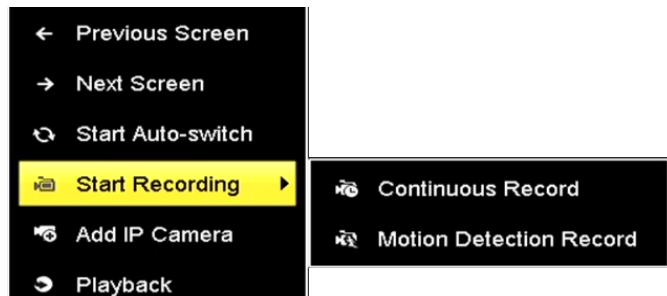 Previous Screen
Next Screen
Start Auto-switch
Start Recording
Continuous Record
Add IP Camera
Motion Detection Record
Playback